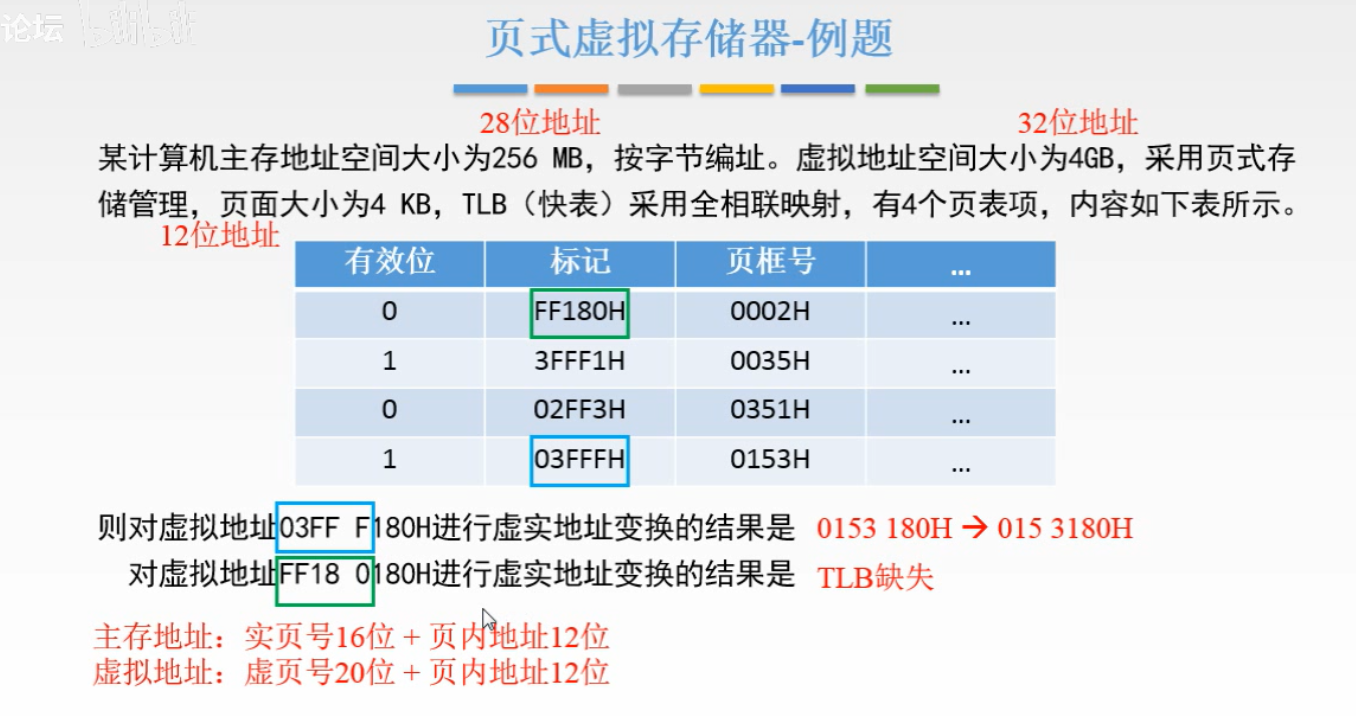 论坛 bilibili
页式虚拟存储器-例题
28位地址 32位地址
某计算机主存地址空间大小为256 MB，按字节编址。虚拟地址空间大小为4GB，采用页式存
储管理，页面大小为4 KB，TLB（快表）采用全相联映射，有4个页表项，内容如下表所示。
12位地址
有效位 标记 页框号 …
0 FF180H 0002H …
1 3FFF1H 0035H …
0 02FF3H 0351H …
1 03FFFH 0153H …
则对虚拟地址03FF F180H进行虚实地址变换的结果是 0153 180H → 015 3180H
对虚拟地址FF18 0180H进行虚实地址变换的结果是 TLB缺失
主存地址：实页号16位 + 页内地址12位
虚拟地址：虚页号20位 + 页内地址12位